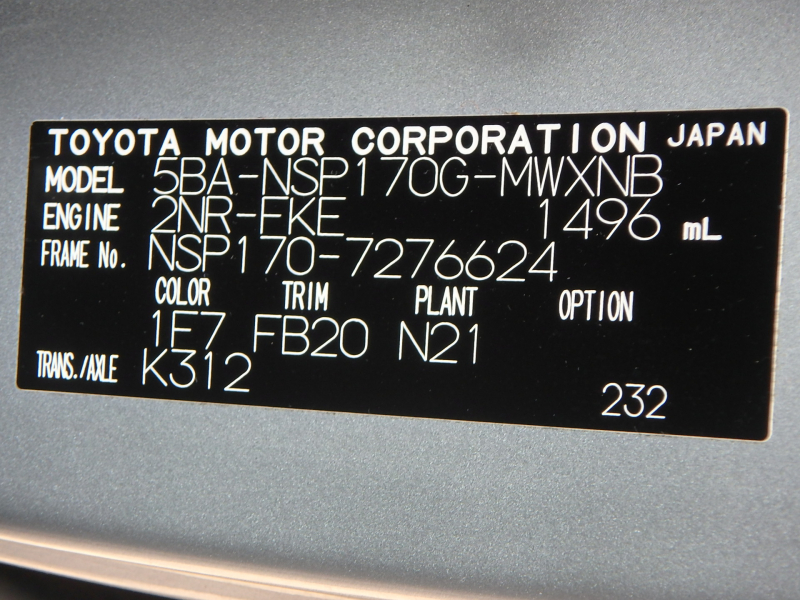 TOYOTA MOTOR CORPORATION JAPAN
MODEL 5BA-NSP170G-MWXNB
ENGINE 2NR-FKE 1496 mL
FRAME No. NSP170-7276624
COLOR TRIM PLANT OPTION
1F7 FB20 N21
TRANS./AXLE K312
232